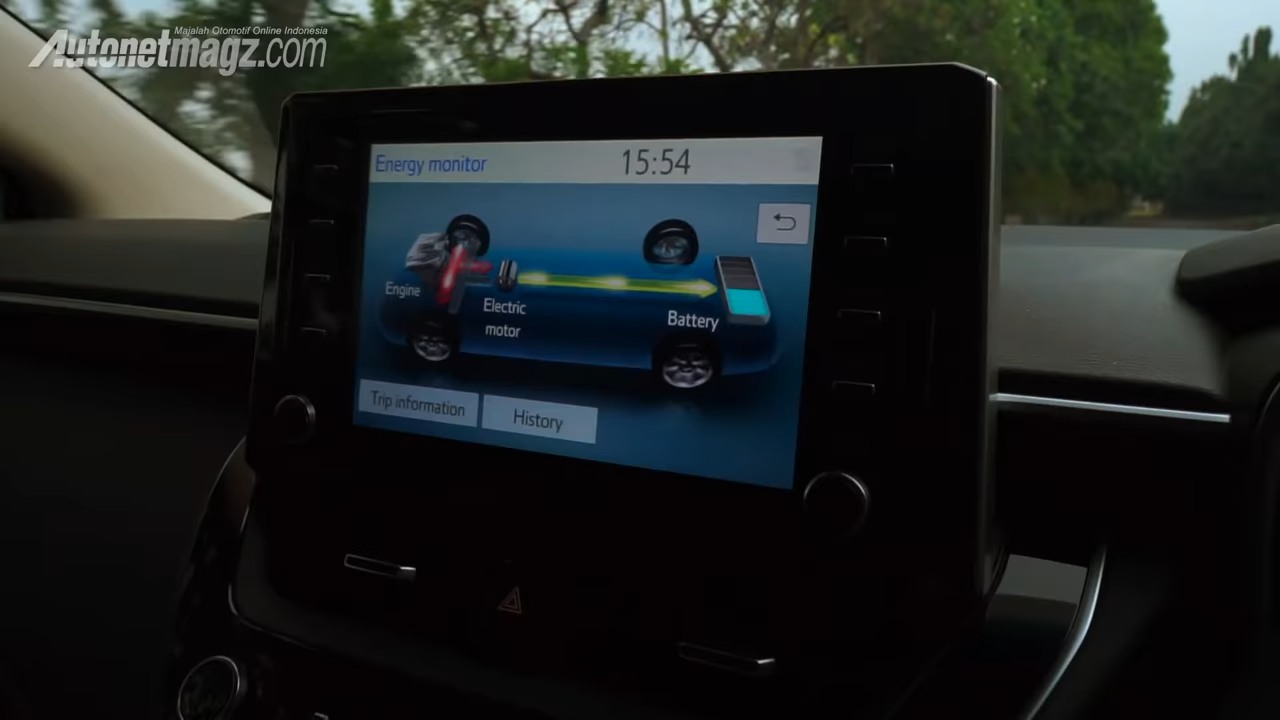 Majalah Otomotif Online Indonesia
Autonetmagz.com
Energy monitor
15:54
Engine
Electric
motor
Battery
Trip information
History